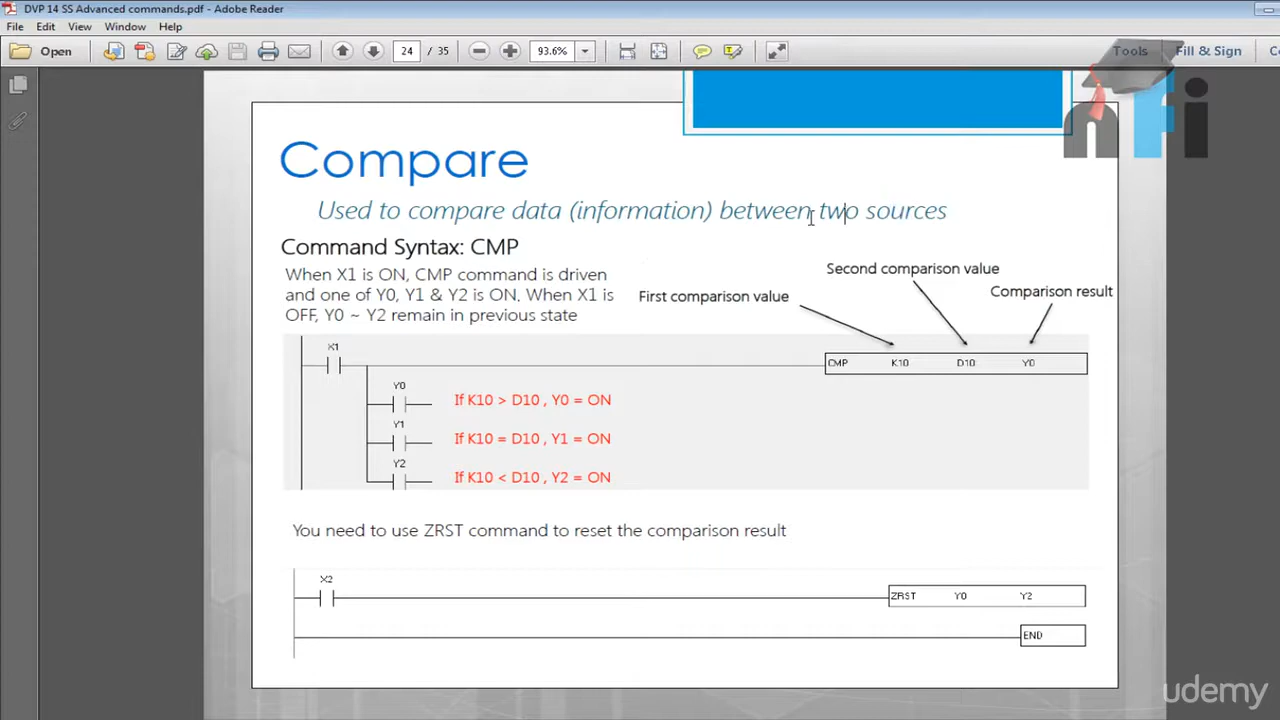 DVP 14 SS Advanced commands.pdf - Adobe Reader
File Edit View Window Help
Open 24 / 35 93.6% Tools Fill & Sign
nfi
Compare
Used to compare data (information) between two sources
Command Syntax: CMP
When X1 is ON, CMP command is driven
and one of Y0, Y1 & Y2 is ON. When X1 is
OFF, Y0 ~ Y2 remain in previous state
Second comparison value
First comparison value
Comparison result
X1
CMP K10 D10 Y0
Y0
If K10 > D10 , Y0 = ON
Y1
If K10 = D10 , Y1 = ON
Y2
If K10 < D10 , Y2 = ON
You need to use ZRST command to reset the comparison result
X2
ZRST Y0 Y2
END
udemy